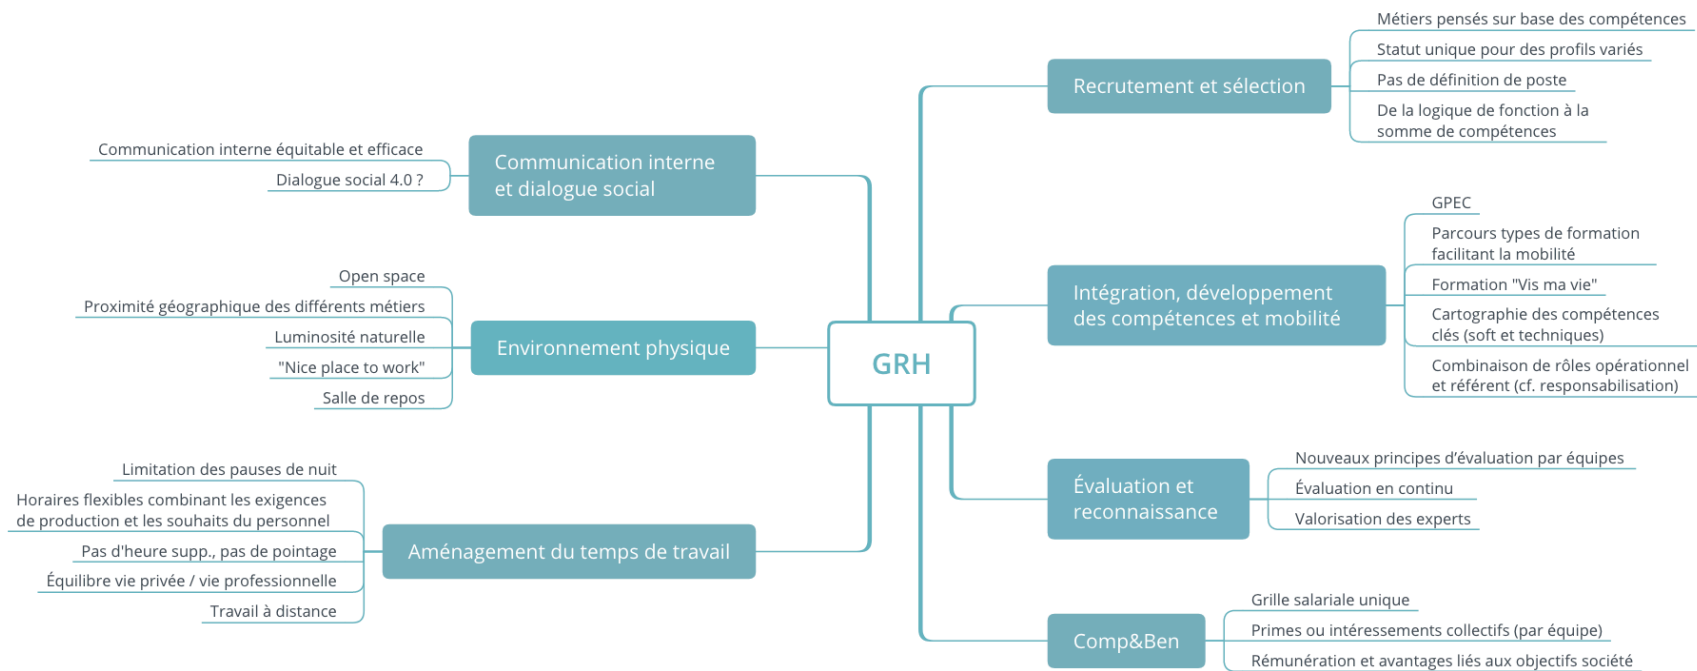 GRH
Communication interne
et dialogue social
Communication interne équitable et efficace
Dialogue social 4.0 ?
Environnement physique
Open space
Proximité géographique des différents métiers
Luminosité naturelle
"Nice place to work"
Salle de repos
Aménagement du temps de travail
Limitation des pauses de nuit
Horaires flexibles combinant les exigences
de production et les souhaits du personnel
Pas d'heure supp., pas de pointage
Équilibre vie privée / vie professionnelle
Travail à distance
Recrutement et sélection
Métiers pensés sur base des compétences
Statut unique pour des profils variés
Pas de définition de poste
De la logique de fonction à la
somme de compétences
Intégration, développement
des compétences et mobilité
GPEC
Parcours types de formation
facilitant la mobilité
Formation "Vis ma vie"
Cartographie des compétences
clés (soft et techniques)
Combinaison de rôles opérationnel
et référent (cf. responsabilisation)
Évaluation et
reconnaissance
Nouveaux principes d’évaluation par équipes
Évaluation en continu
Valorisation des experts
Comp&Ben
Grille salariale unique
Primes ou intéressements collectifs (par équipe)
Rémunération et avantages liés aux objectifs société